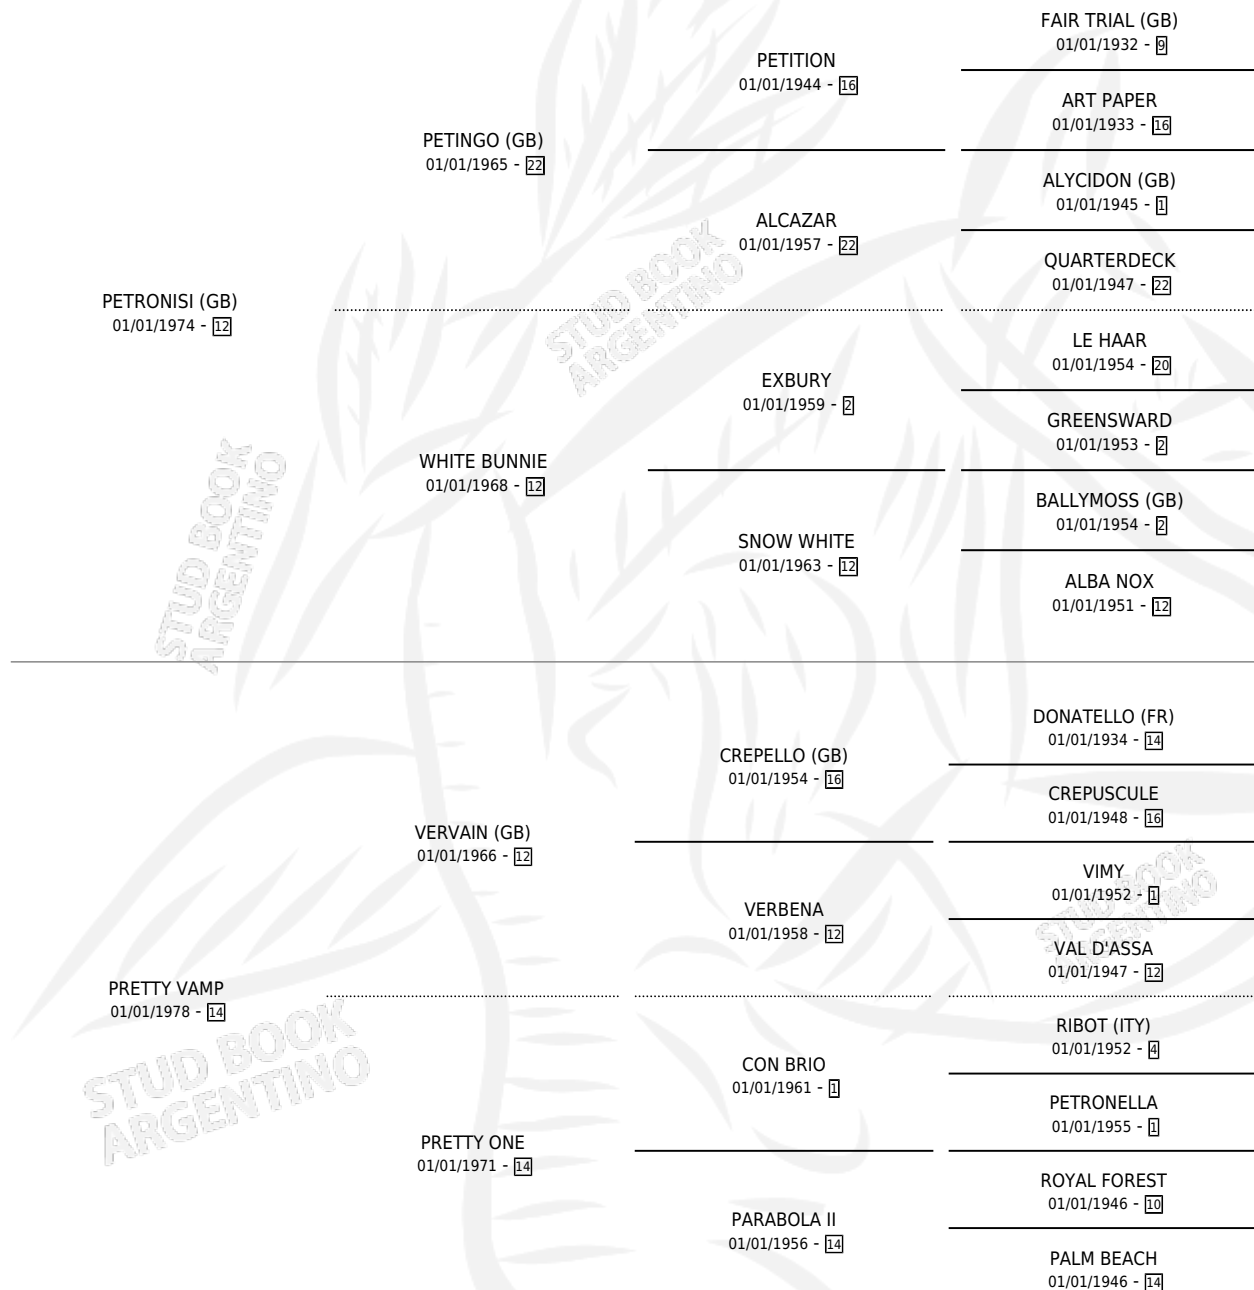 FAIR TRIAL (GB)
01/01/1932 - 9
PETITION
01/01/1944 - 16
ART PAPER
01/01/1933 - 16
PETINGO (GB)
01/01/1965 - 22
ALYCIDON (GB)
01/01/1945 - 1
ALCAZAR
01/01/1957 - 22
QUARTERDECK
01/01/1947 - 22
PETRONISI (GB)
01/01/1974 - 12
LE HAAR
01/01/1954 - 20
EXBURY
01/01/1959 - 2
GREENSWARD
01/01/1953 - 2
WHITE BUNNIE
01/01/1968 - 12
BALLYMOSS (GB)
01/01/1954 - 2
SNOW WHITE
01/01/1963 - 12
ALBA NOX
01/01/1951 - 12
STUD BOOK
ARGENTINO
STUD BOOK
ARGENTINO
DONATELLO (FR)
01/01/1934 - 14
CREPELLO (GB)
01/01/1954 - 16
CREPUSCULE
01/01/1948 - 16
VERVAIN (GB)
01/01/1966 - 12
VIMY
01/01/1952 - 1
VERBENA
01/01/1958 - 12
VAL D'ASSA
01/01/1947 - 12
STUD BOOK
ARGENTINO
PRETTY VAMP
01/01/1978 - 14
RIBOT (ITY)
01/01/1952 - 4
CON BRIO
01/01/1961 - 1
PETRONELLA
01/01/1955 - 1
PRETTY ONE
01/01/1971 - 14
ROYAL FOREST
01/01/1946 - 10
PARABOLA II
01/01/1956 - 14
PALM BEACH
01/01/1946 - 14
STUD BOOK
ARGENTINO